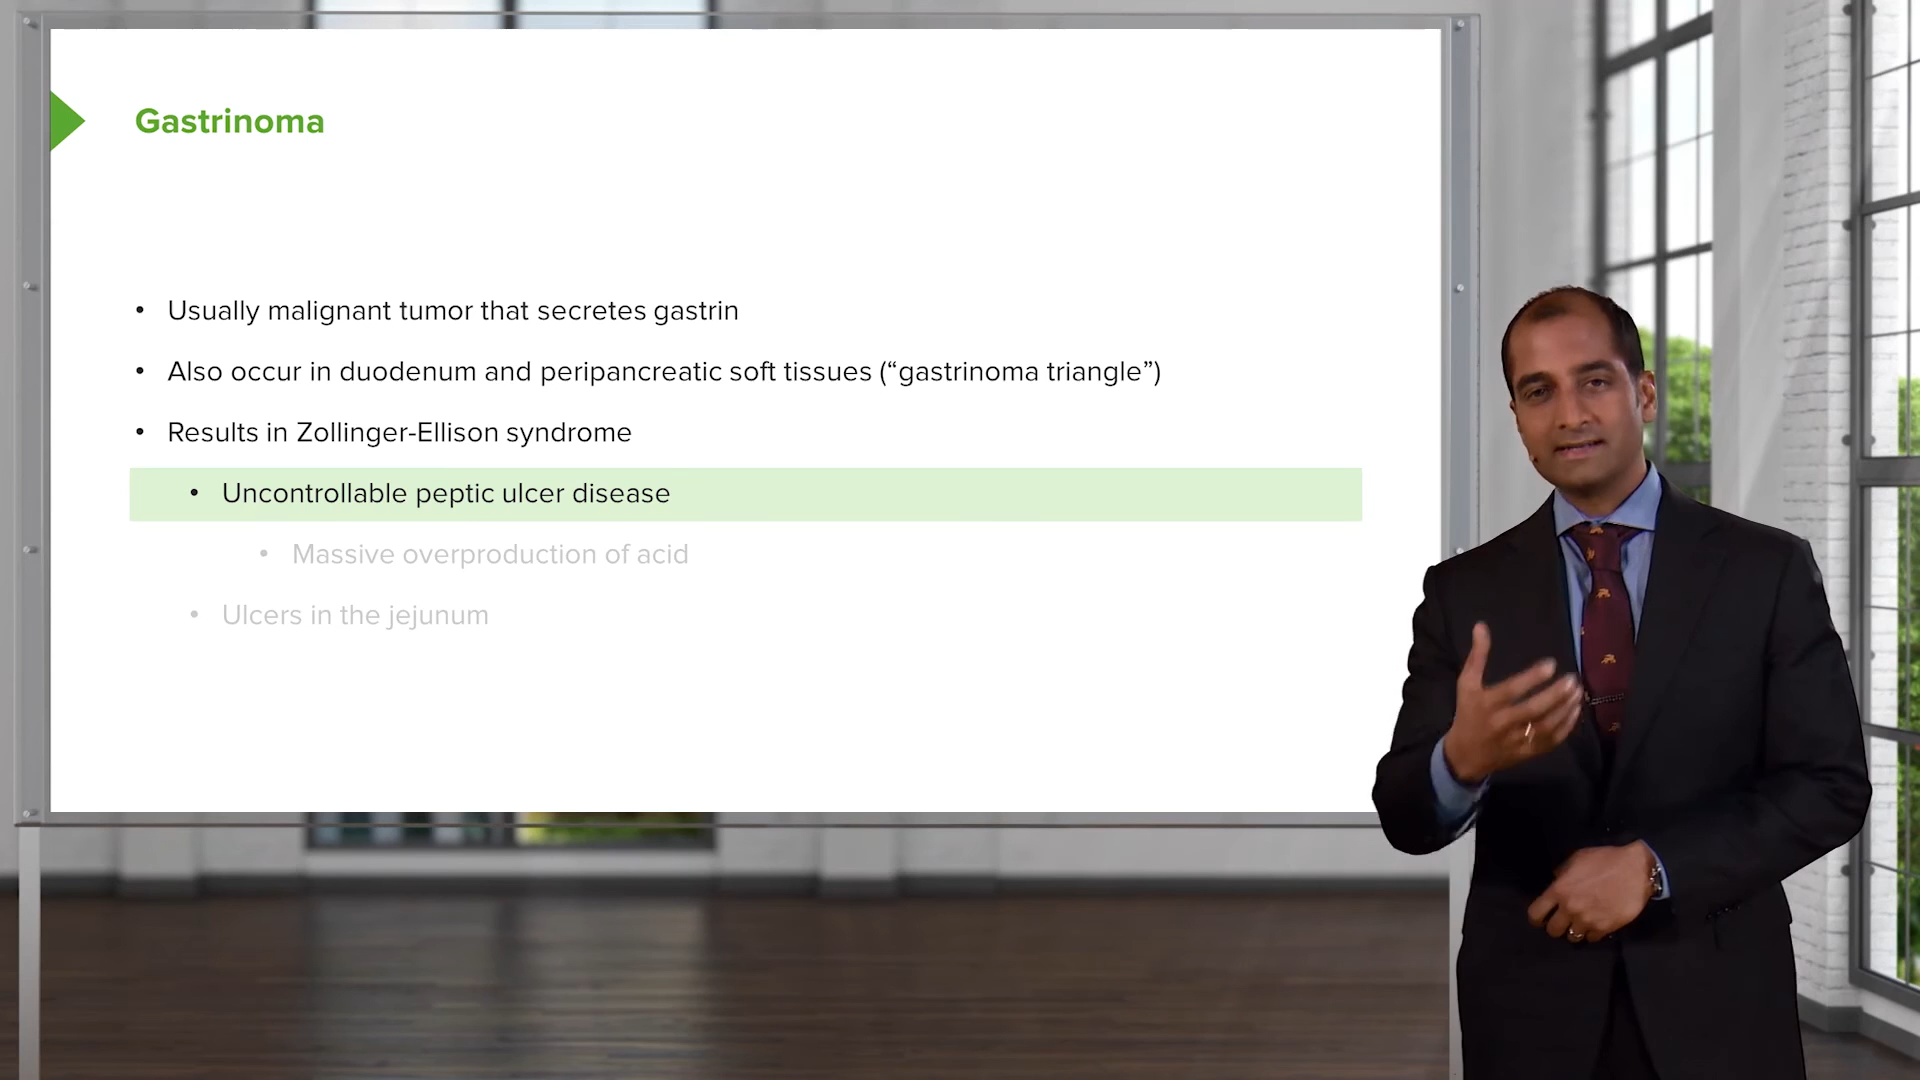 Gastrinoma
• Usually malignant tumor that secretes gastrin
• Also occur in duodenum and peripancreatic soft tissues (“gastrinoma triangle”)
• Results in Zollinger-Ellison syndrome
• Uncontrollable peptic ulcer disease
• Massive overproduction of acid
• Ulcers in the jejunum